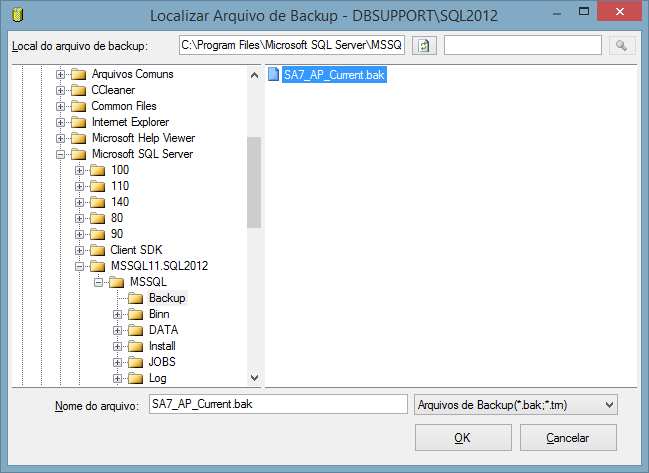 Localizar Arquivo de Backup - DBSUPPORT\SQL2012
Local do arquivo de backup:
C:\Program Files\Microsoft SQL Server\MSSQ
Arquivos Comuns
CCleaner
Common Files
Internet Explorer
Microsoft Help Viewer
Microsoft SQL Server
100
110
140
80
90
Client SDK
MSSQL11.SQL2012
MSSQL
Backup
Binn
DATA
Install
JOBS
Log
SA7_AP_Current.bak
Nome do arquivo:
SA7_AP_Current.bak
Arquivos de Backup(*.bak;*.trn)
OK
Cancelar